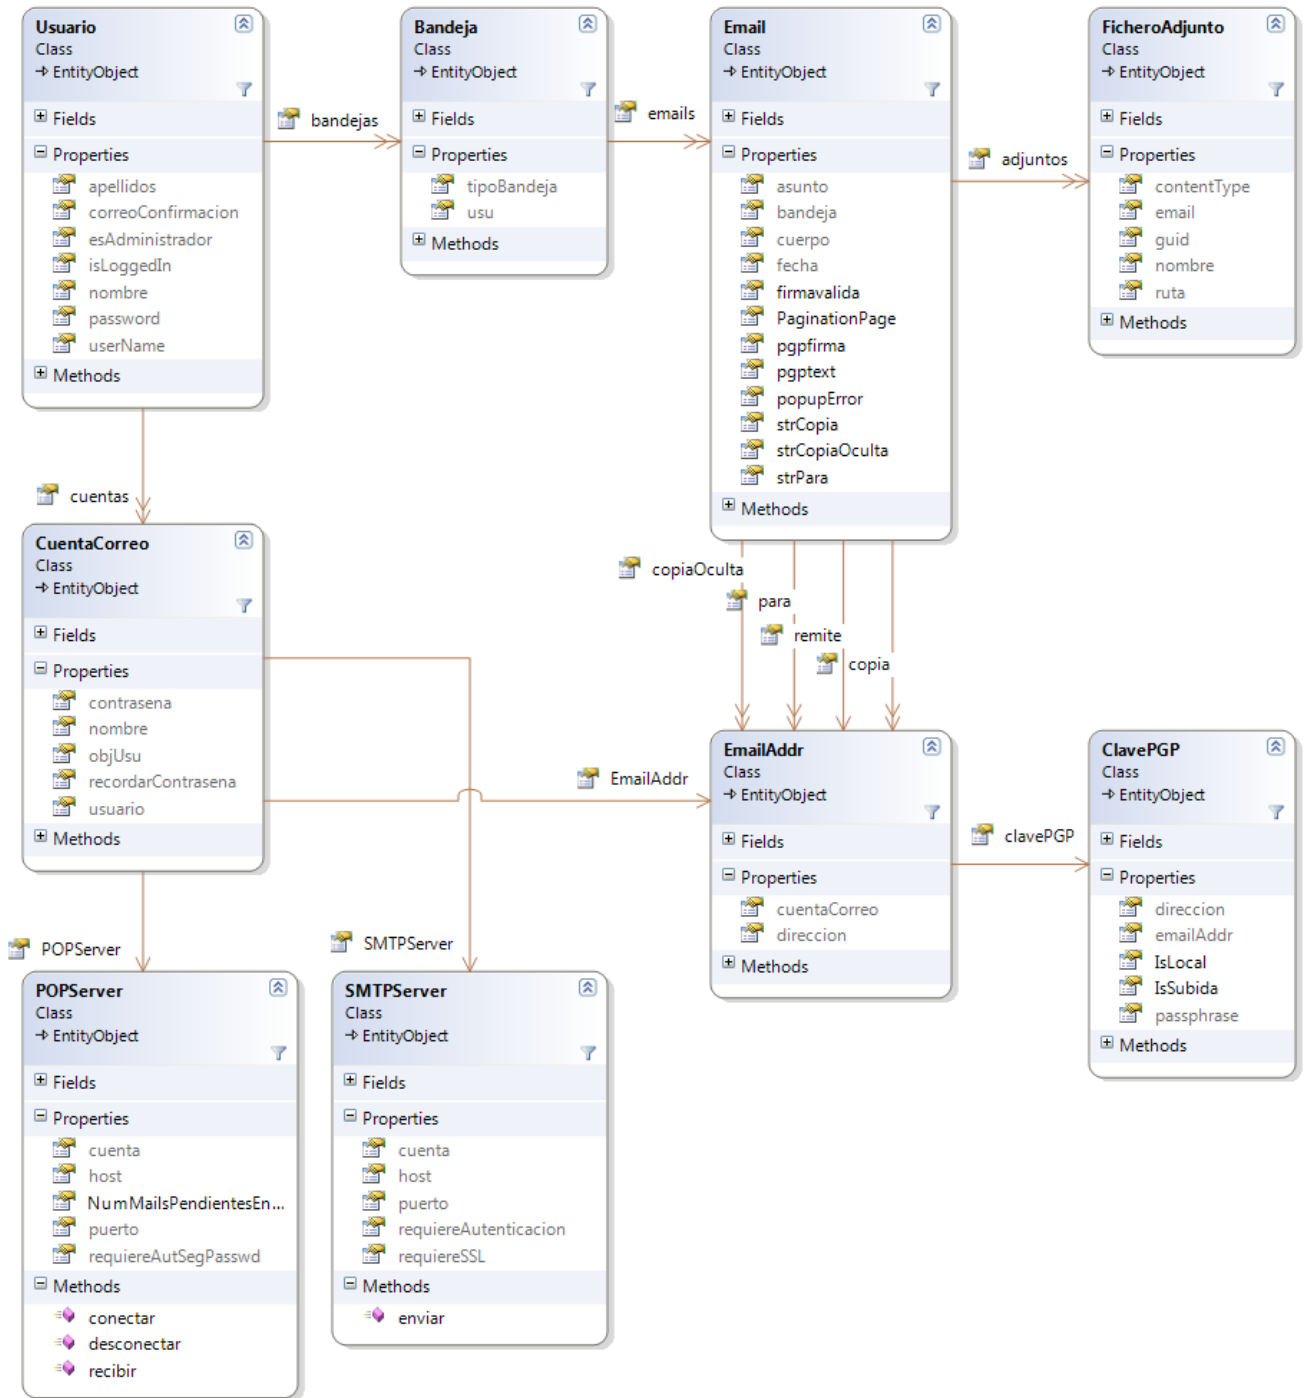 Usuario
Class
EntityObject
Fields
Properties
apellidos
correoConfirmacion
esAdministrador
isLoggedIn
nombre
password
userName
Methods
bandejas
Bandeja
Class
EntityObject
Fields
Properties
tipoBandeja
usu
Methods
emails
Email
Class
EntityObject
Fields
Properties
asunto
bandeja
cuerpo
fecha
firmavalida
PaginationPage
pgpfirma
pgptext
popupError
strCopia
strCopiaOculta
strPara
Methods
adjuntos
FicheroAdjunto
Class
EntityObject
Fields
Properties
contentType
email
guid
nombre
ruta
Methods
cuentas
CuentaCorreo
Class
EntityObject
Fields
Properties
contrasena
nombre
objUsu
recordarContrasena
usuario
Methods
copiaOculta
para
remite
copia
EmailAddr
EmailAddr
Class
EntityObject
Fields
Properties
cuentaCorreo
direccion
Methods
clavePGP
ClavePGP
Class
EntityObject
Fields
Properties
direccion
emailAddr
IsLocal
IsSubida
passphrase
Methods
POPServer
POPServer
Class
EntityObject
Fields
Properties
cuenta
host
NumMailsPendientesEn...
puerto
requiereAutSegPasswd
Methods
conectar
desconectar
recibir
SMTPServer
SMTPServer
Class
EntityObject
Fields
Properties
cuenta
host
puerto
requiereAutenticacion
requiereSSL
Methods
enviar